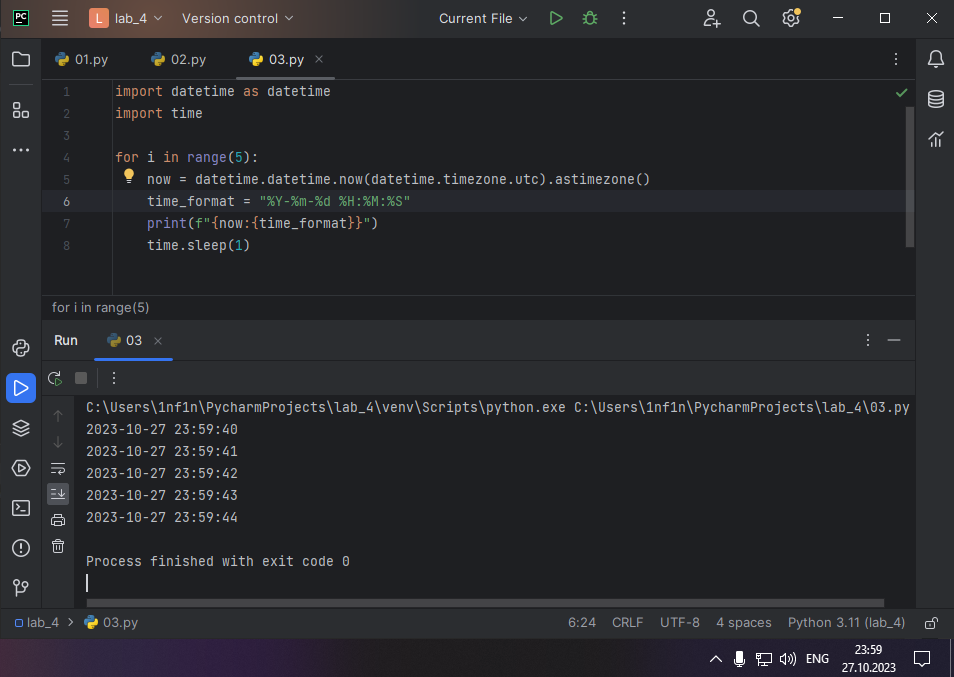 PC L lab_4 Version control Current File
01.py 02.py 03.py
1 import datetime as datetime
2 import time
3
4 for i in range(5):
5 now = datetime.datetime.now(datetime.timezone.utc).astimezone()
6 time_format = "%Y-%m-%d %H:%M:%S"
7 print(f"{now:{time_format}}")
8 time.sleep(1)
for i in range(5)
Run 03
C:\Users\1nf1n\PycharmProjects\lab_4\venv\Scripts\python.exe C:\Users\1nf1n\PycharmProjects\lab_4\03.py
2023-10-27 23:59:40
2023-10-27 23:59:41
2023-10-27 23:59:42
2023-10-27 23:59:43
2023-10-27 23:59:44
Process finished with exit code 0
lab_4 03.py 6:24 CRLF UTF-8 4 spaces Python 3.11 (lab_4)
ENG 23:59
27.10.2023